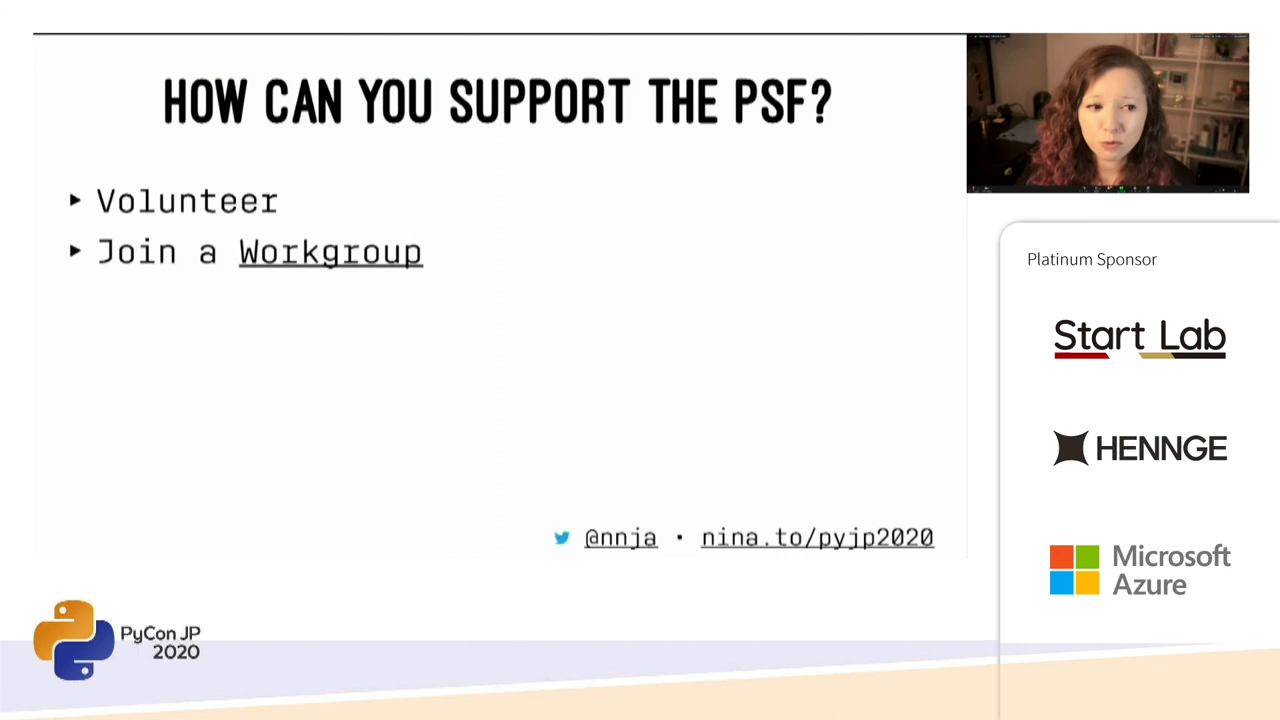 HOW CAN YOU SUPPORT THE PSF?
▸ Volunteer
▸ Join a Workgroup
@nnja • nina.to/pyjp2020
Platinum Sponsor
Start Lab
HENNGE
Microsoft
Azure
PyCon JP
2020